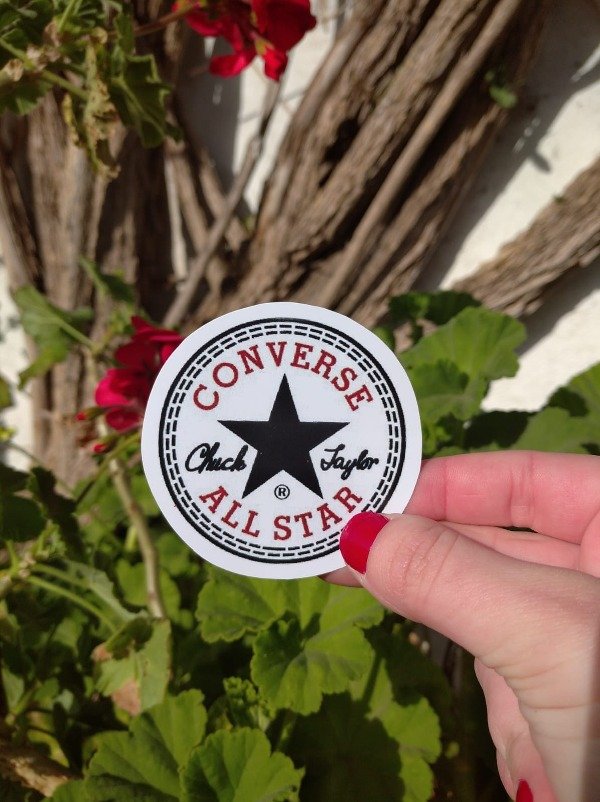 CONVERSE
Chuck Taylor
®
ALL STAR